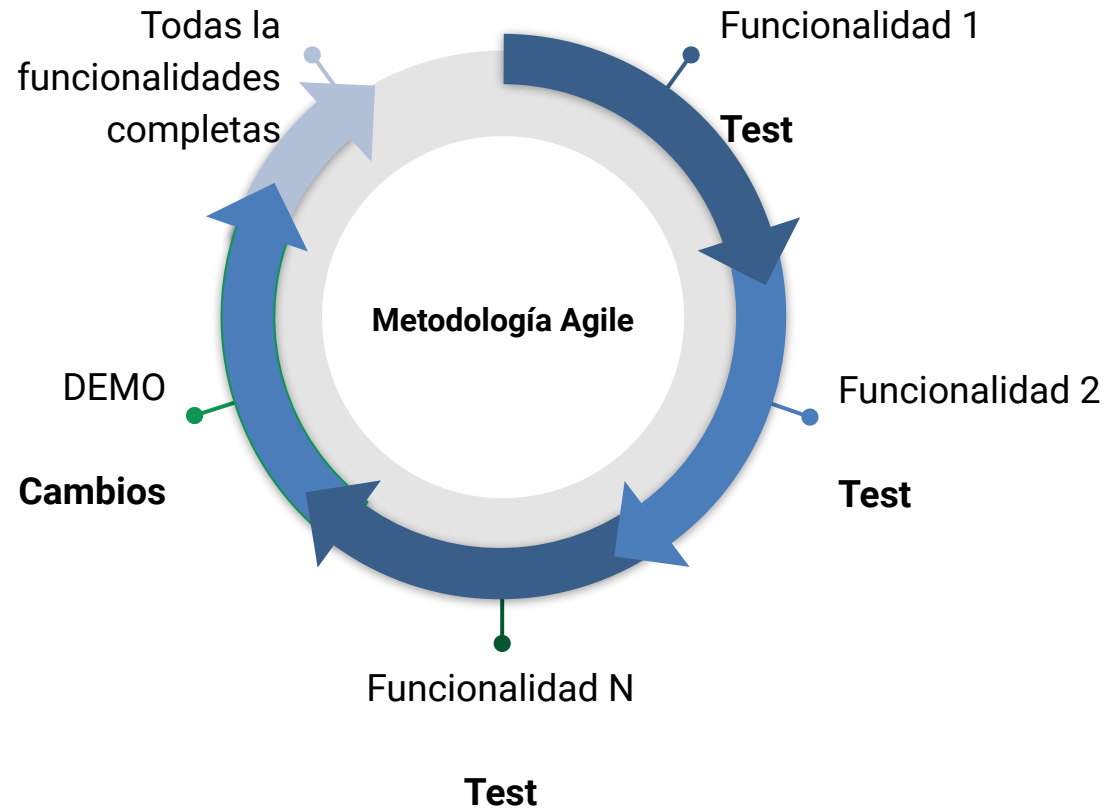 Todas la
funcionalidades
completas
Funcionalidad 1
Test
Metodología Agile
DEMO
Cambios
Funcionalidad 2
Test
Funcionalidad N
Test